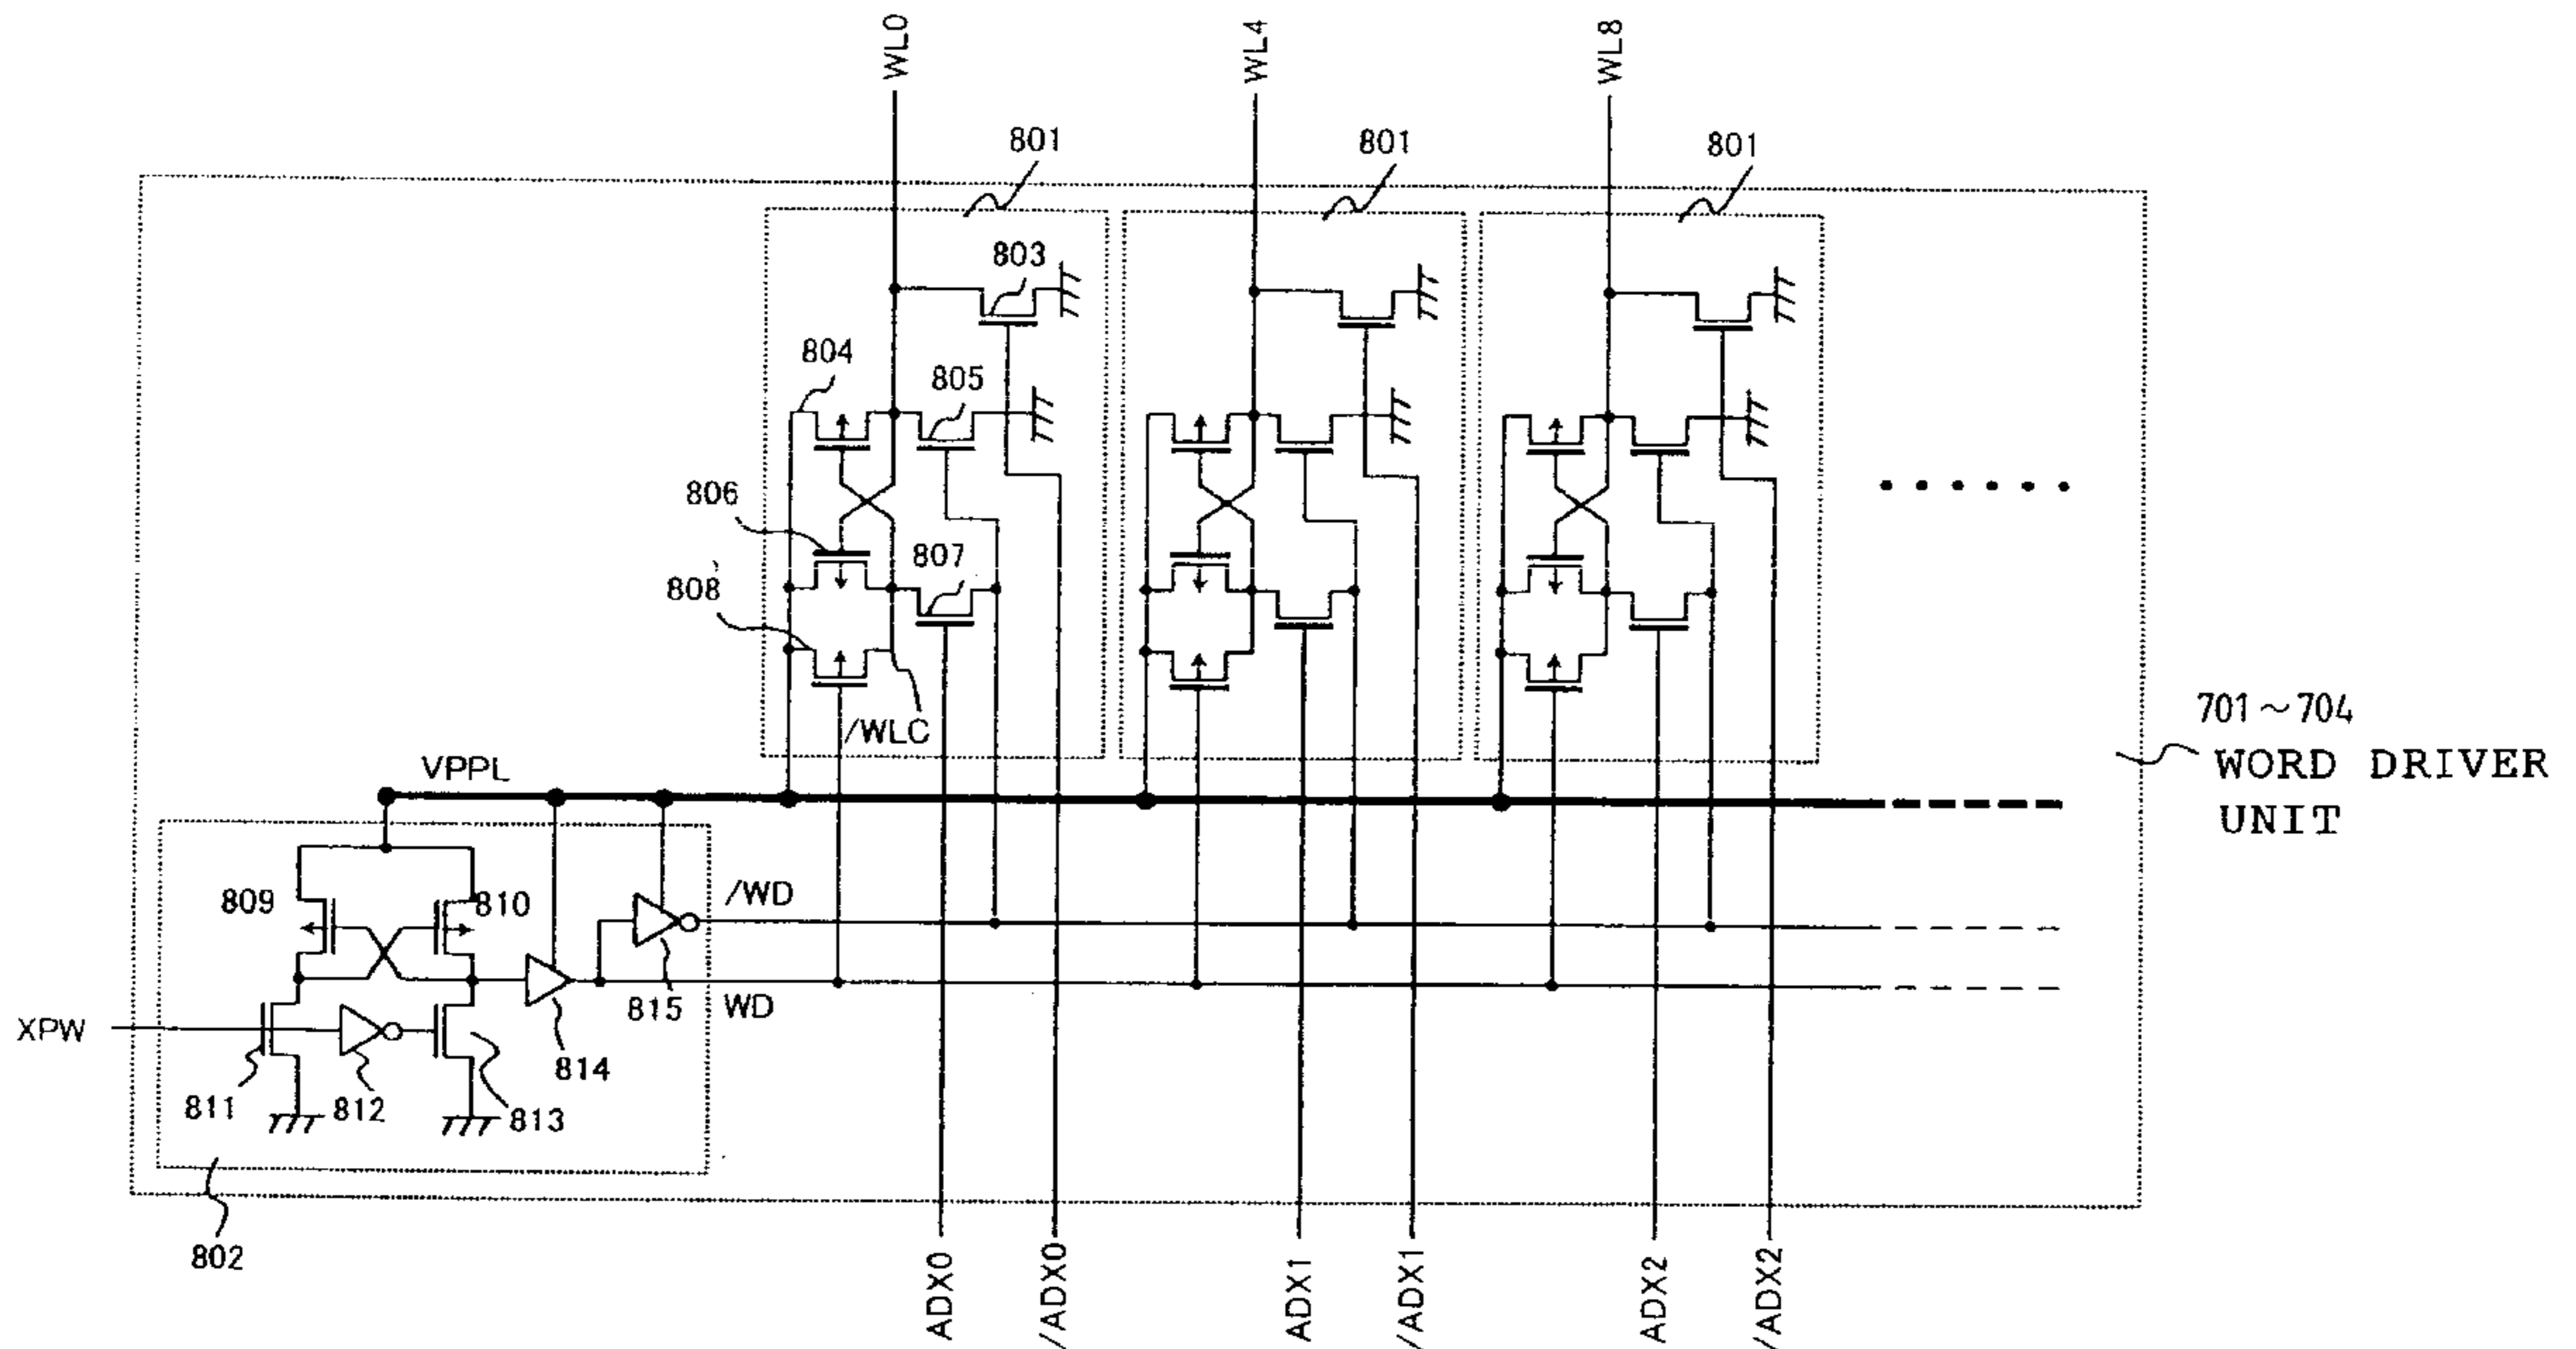 WL0
WL4
WL8
801
801
801
803
804
805
806
807
808
/WLC
701～704
WORD DRIVER
UNIT
VPPL
809
810
/WD
815
WD
XPW
814
811
812
813
802
ADX0
/ADX0
ADX1
/ADX1
ADX2
/ADX2